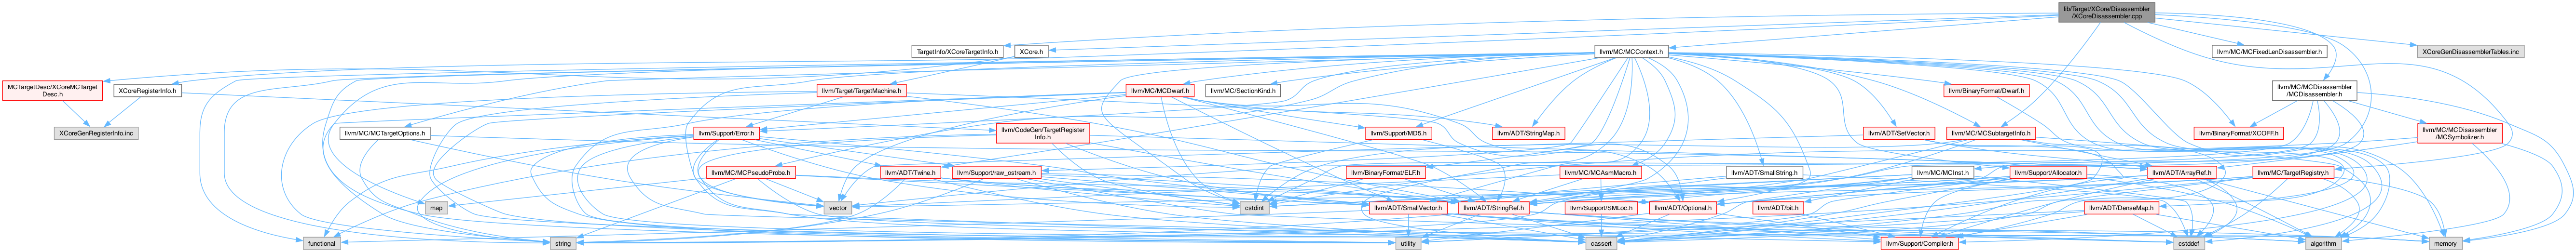 lib/Target/XCore/Disassembler
/XCoreDisassembler.cpp
TargetInfo/XCoreTargetInfo.h
XCore.h
llvm/MC/MCContext.h
llvm/MC/MCFixedLenDisassembler.h
XCoreGenDisassemblerTables.inc
MCTargetDesc/XCoreMCTarget
Desc.h
XCoreRegisterInfo.h
llvm/Target/TargetMachine.h
llvm/MC/MCDwarf.h
llvm/MC/SectionKind.h
llvm/BinaryFormat/Dwarf.h
llvm/MC/MCDisassembler
/MCDisassembler.h
XCoreGenRegisterInfo.inc
llvm/MC/MCTargetOptions.h
llvm/Support/Error.h
llvm/CodeGen/TargetRegister
Info.h
llvm/Support/MD5.h
llvm/ADT/StringMap.h
llvm/ADT/SetVector.h
llvm/MC/MCSubtargetInfo.h
llvm/BinaryFormat/XCOFF.h
llvm/MC/MCDisassembler
/MCSymbolizer.h
llvm/MC/MCPseudoProbe.h
llvm/ADT/Twine.h
llvm/Support/raw_ostream.h
llvm/BinaryFormat/ELF.h
llvm/MC/MCAsmMacro.h
llvm/ADT/SmallString.h
llvm/MC/MCInst.h
llvm/Support/Allocator.h
llvm/ADT/ArrayRef.h
llvm/MC/TargetRegistry.h
map
vector
cstdint
llvm/ADT/SmallVector.h
llvm/ADT/StringRef.h
llvm/Support/SMLoc.h
llvm/ADT/Optional.h
llvm/ADT/bit.h
llvm/ADT/DenseMap.h
functional
string
utility
cassert
llvm/Support/Compiler.h
cstddef
algorithm
memory